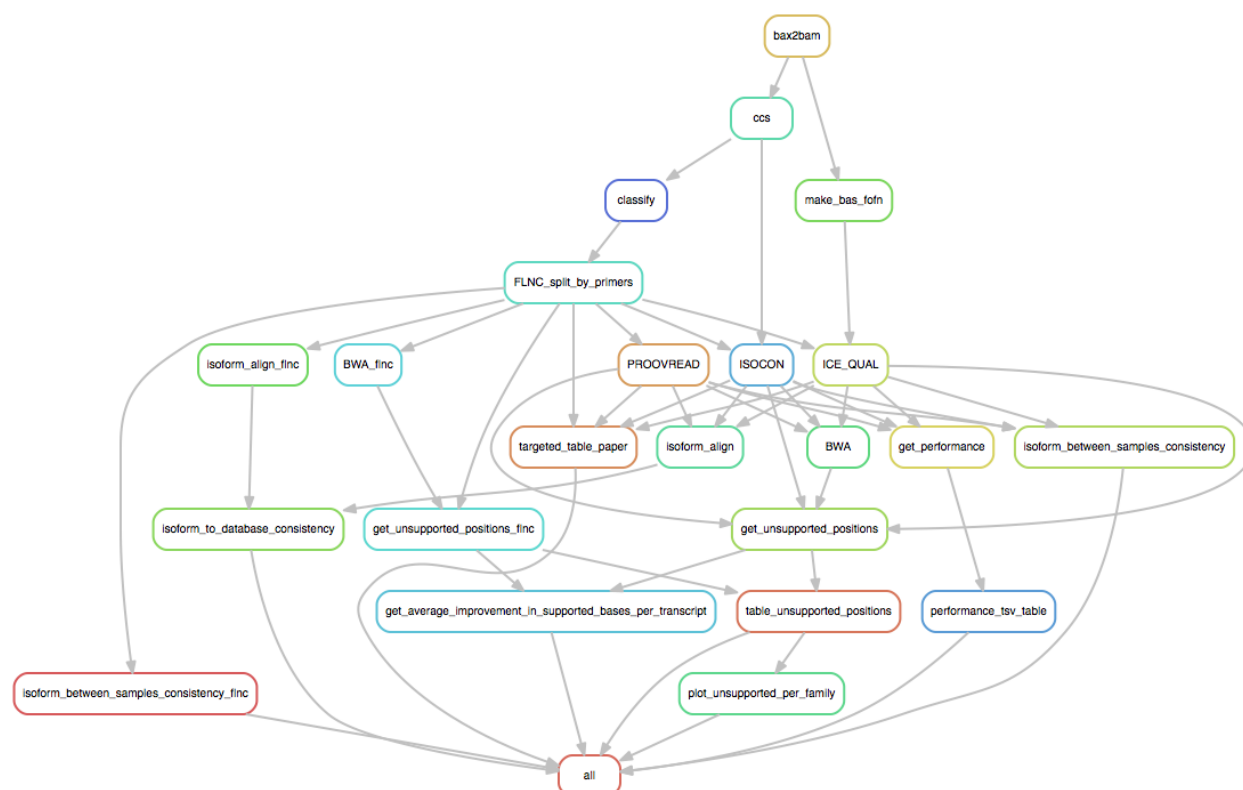 bax2bam
ccs
classify
make_bas_fofn
FLNC_split_by_primers
isoform_align_flnc
BWA_flnc
PROOVREAD
ISOCON
ICE_QUAL
targeted_table_paper
isoform_align
BWA
get_performance
isoform_between_samples_consistency
isoform_to_database_consistency
get_unsupported_positions_flnc
get_unsupported_positions
get_average_improvement_in_supported_bases_per_transcript
table_unsupported_positions
performance_tsv_table
isoform_between_samples_consistency_flnc
plot_unsupported_per_family
all